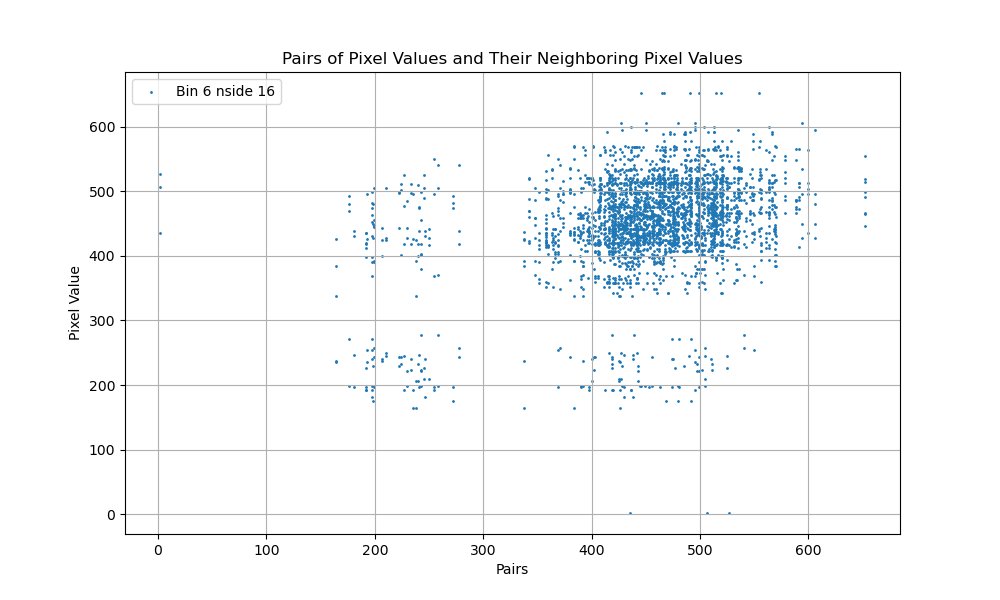 Pairs of Pixel Values and Their Neighboring Pixel Values
Bin 6 nside 16
Pixel Value
600
500
400
300
200
100
0
0 100 200 300 400 500 600
Pairs